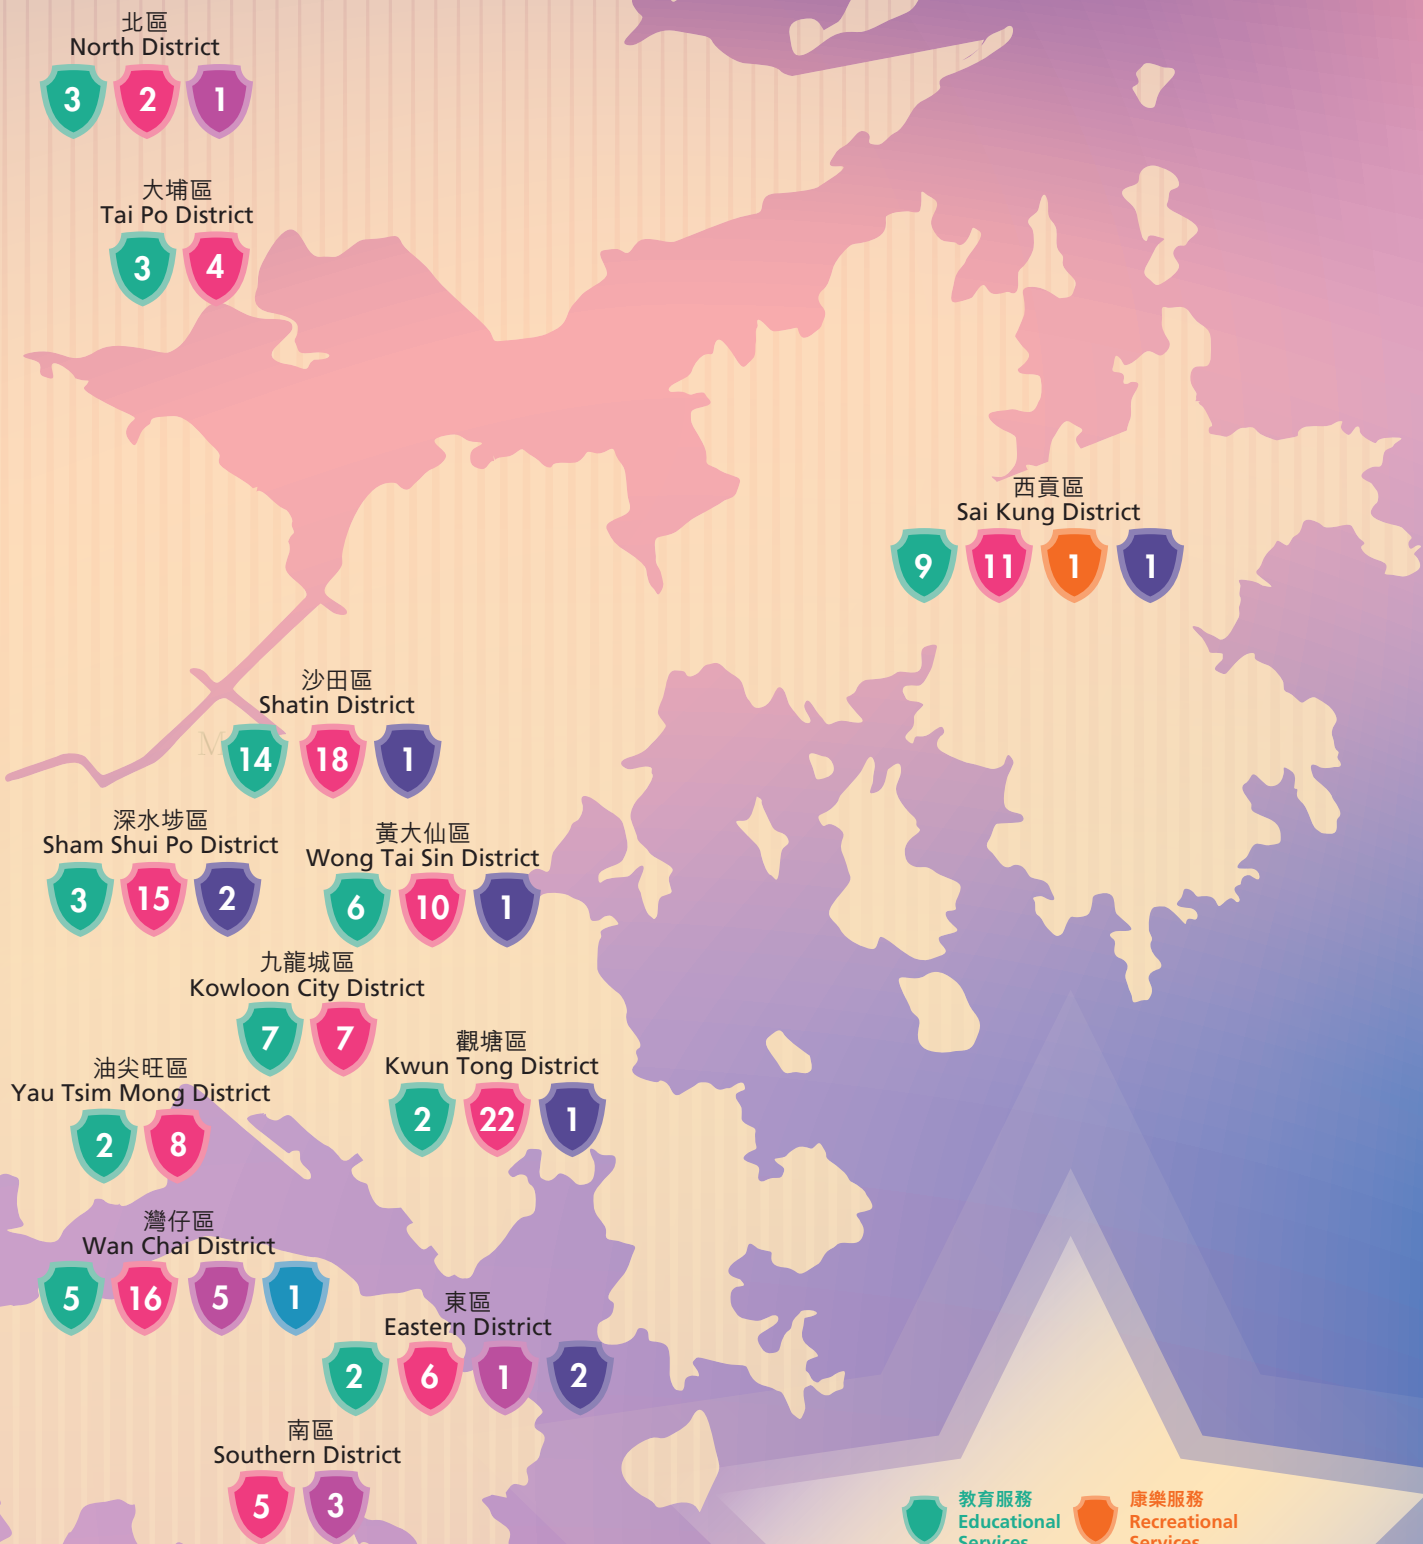 北區
North District
3 2 1
大埔區
Tai Po District
3 4
西貢區
Sai Kung District
9 11 1 1
沙田區
Shatin District
M
14 18 1
深水埗區
Sham Shui Po District
3 15 2
黃大仙區
Wong Tai Sin District
6 10 1
九龍城區
Kowloon City District
7 7
觀塘區
Kwun Tong District
2 22 1
油尖旺區
Yau Tsim Mong District
2 8
灣仔區
Wan Chai District
5 16 5 1
東區
Eastern District
2 6 1 2
南區
Southern District
5 3
教育服務
Educational
Services
康樂服務
Recreational
Services